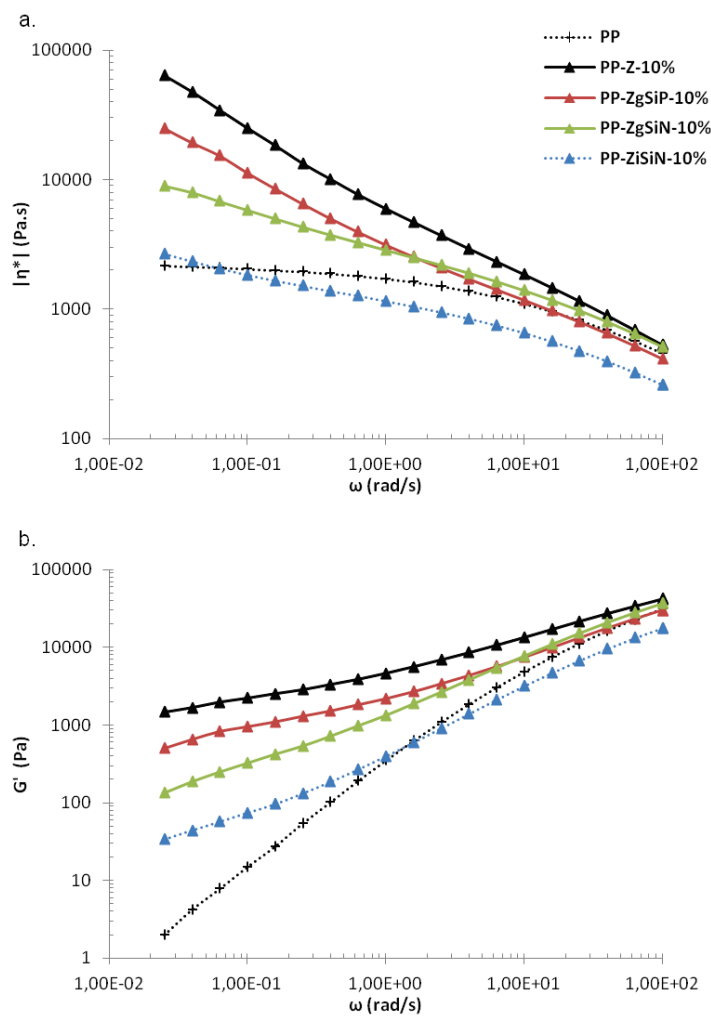 a.
PP
PP-Z-10%
PP-ZgSiP-10%
PP-ZgSiN-10%
PP-ZiSiN-10%
100000
10000
1000
100
|η*| (Pa.s)
1,00E-02 1,00E-01 1,00E+00 1,00E+01 1,00E+02
ω (rad/s)
b.
100000
10000
1000
100
10
1
G' (Pa)
1,00E-02 1,00E-01 1,00E+00 1,00E+01 1,00E+02
ω (rad/s)